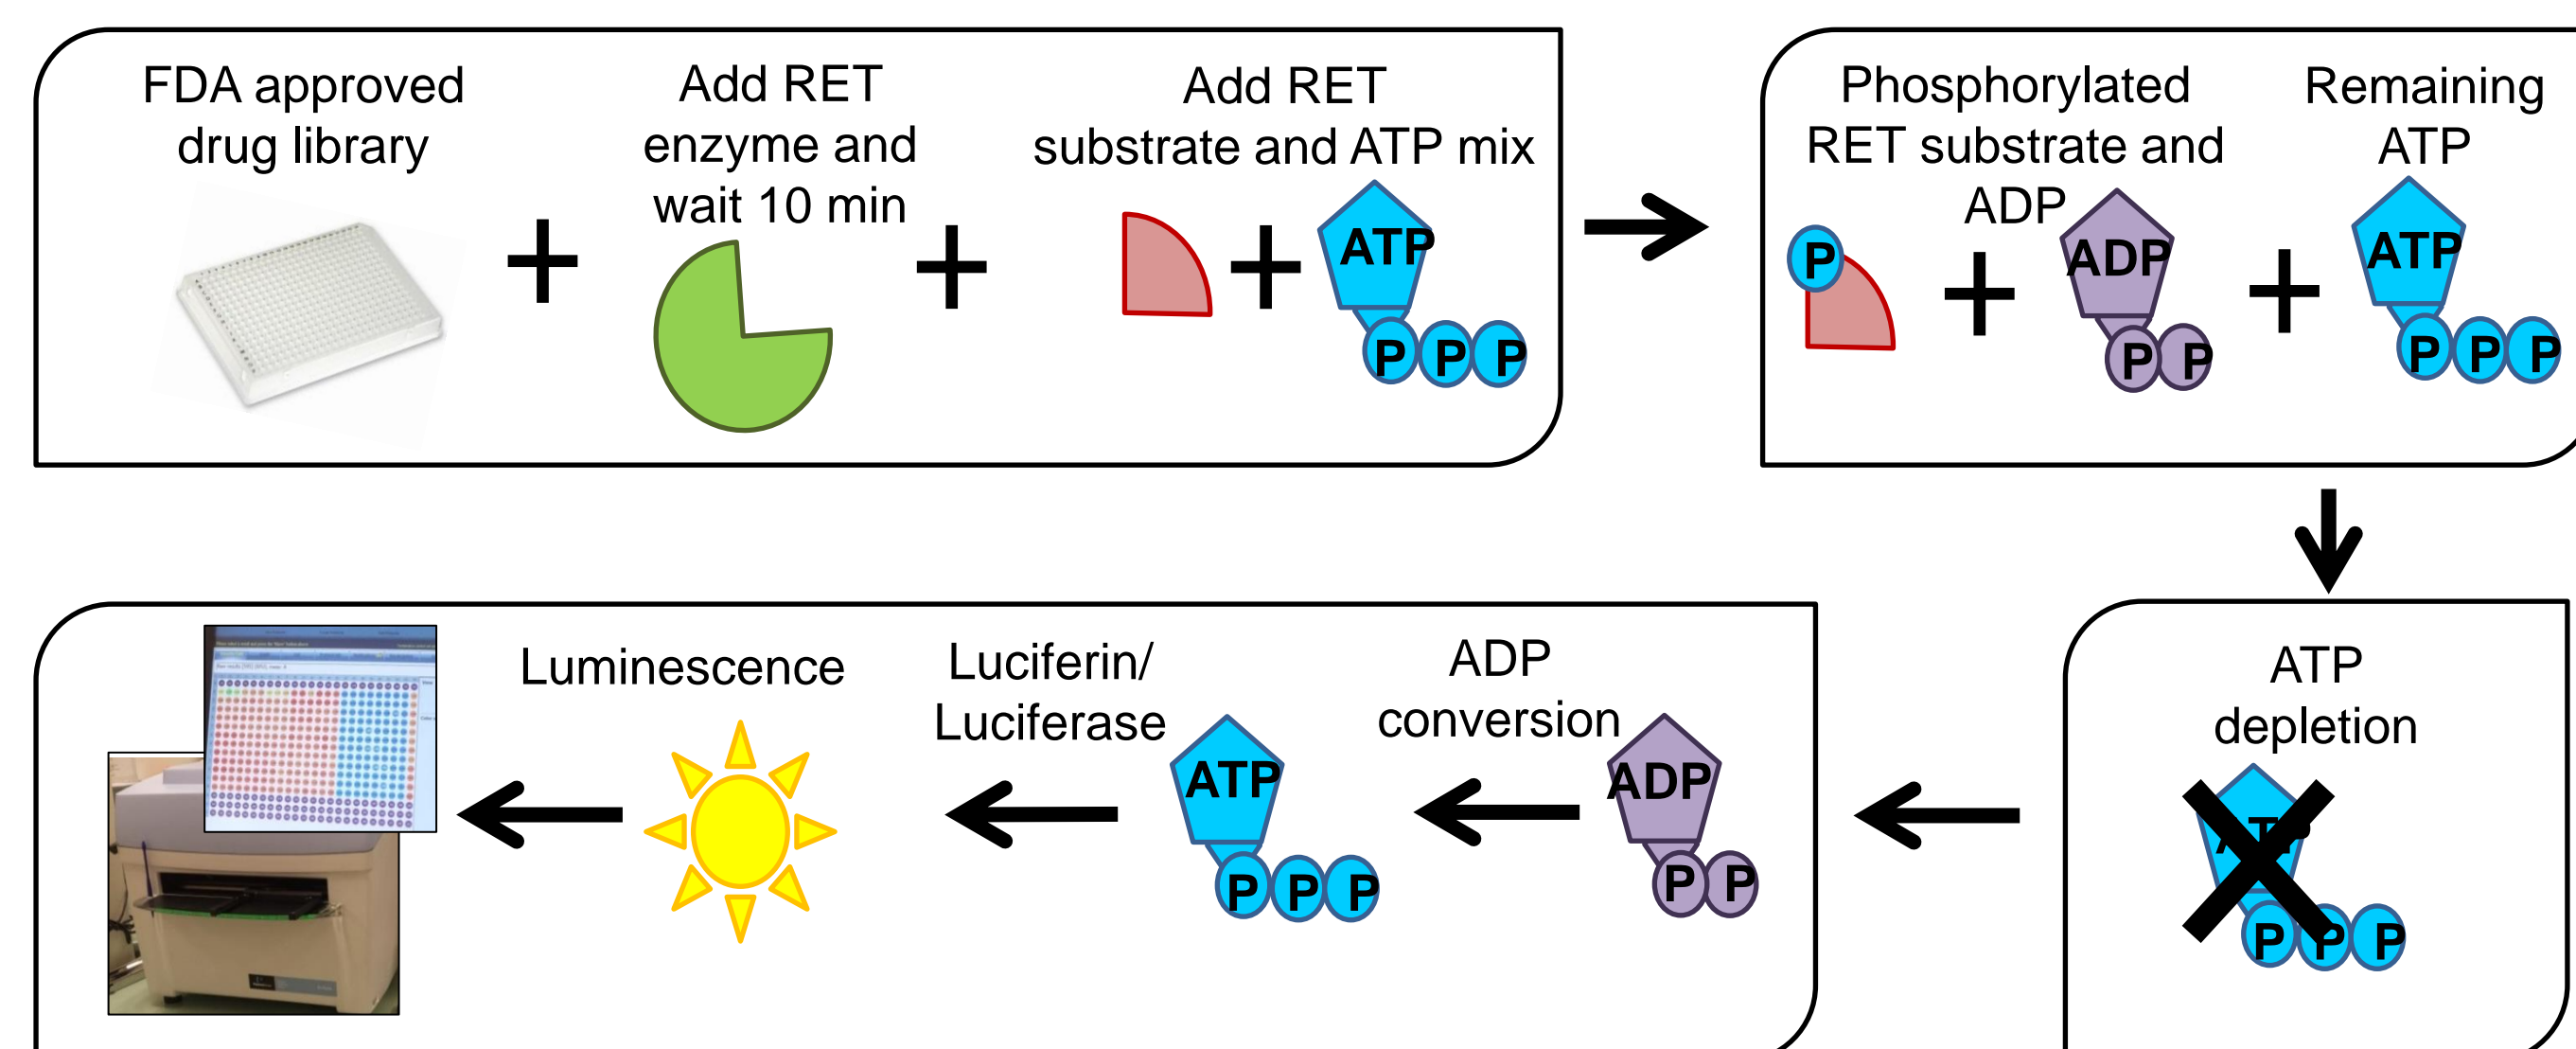 FDA approved
drug library
Add RET
enzyme and
wait 10 min
Add RET
substrate and ATP mix
ATP
P P P
Phosphorylated
RET substrate and
ADP
P
ADP
P P
Remaining
ATP
ATP
P P P
ATP
depletion
ATP
P P P
ADP
conversion
ADP
P P
Luciferin/
Luciferase
ATP
P P P
Luminescence